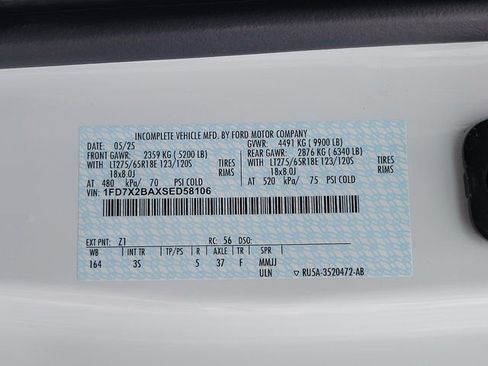 INCOMPLETE VEHICLE MFD. BY FORD MOTOR COMPANY
DATE: 05/25 GVWR: 4491 KG ( 9900 LB)
FRONT GAWR: 2359 KG ( 5200 LB) REAR GAWR: 2876 KG ( 6340 LB)
WITH LT275/65R18E 123/120S TIRES WITH LT275/65R18E 123/120S TIRES
18x8.0J RIMS 18x8.0J RIMS
AT 480 kPa/ 70 PSI COLD AT 520 kPa/ 75 PSI COLD
VIN: 1FD7X2BAXSED58106
EXT PNT: Z1 RC: 56 DSO:
WB INT TR TP/PS R AXLE TR SPR
164 3S 5 37 F MMJJ
ULN ▽ RU5A-3520472-AB